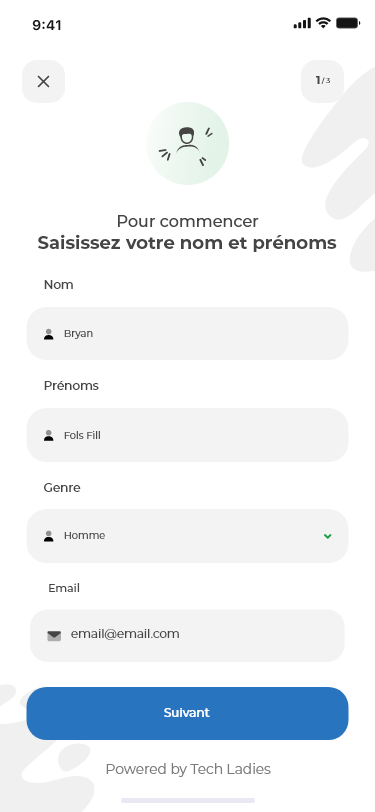 9:41
1/3
Pour commencer
Saisissez votre nom et prénoms
Nom
Bryan
Prénoms
Fols Fill
Genre
Homme
Email
email@email.com
Suivant
Powered by Tech Ladies